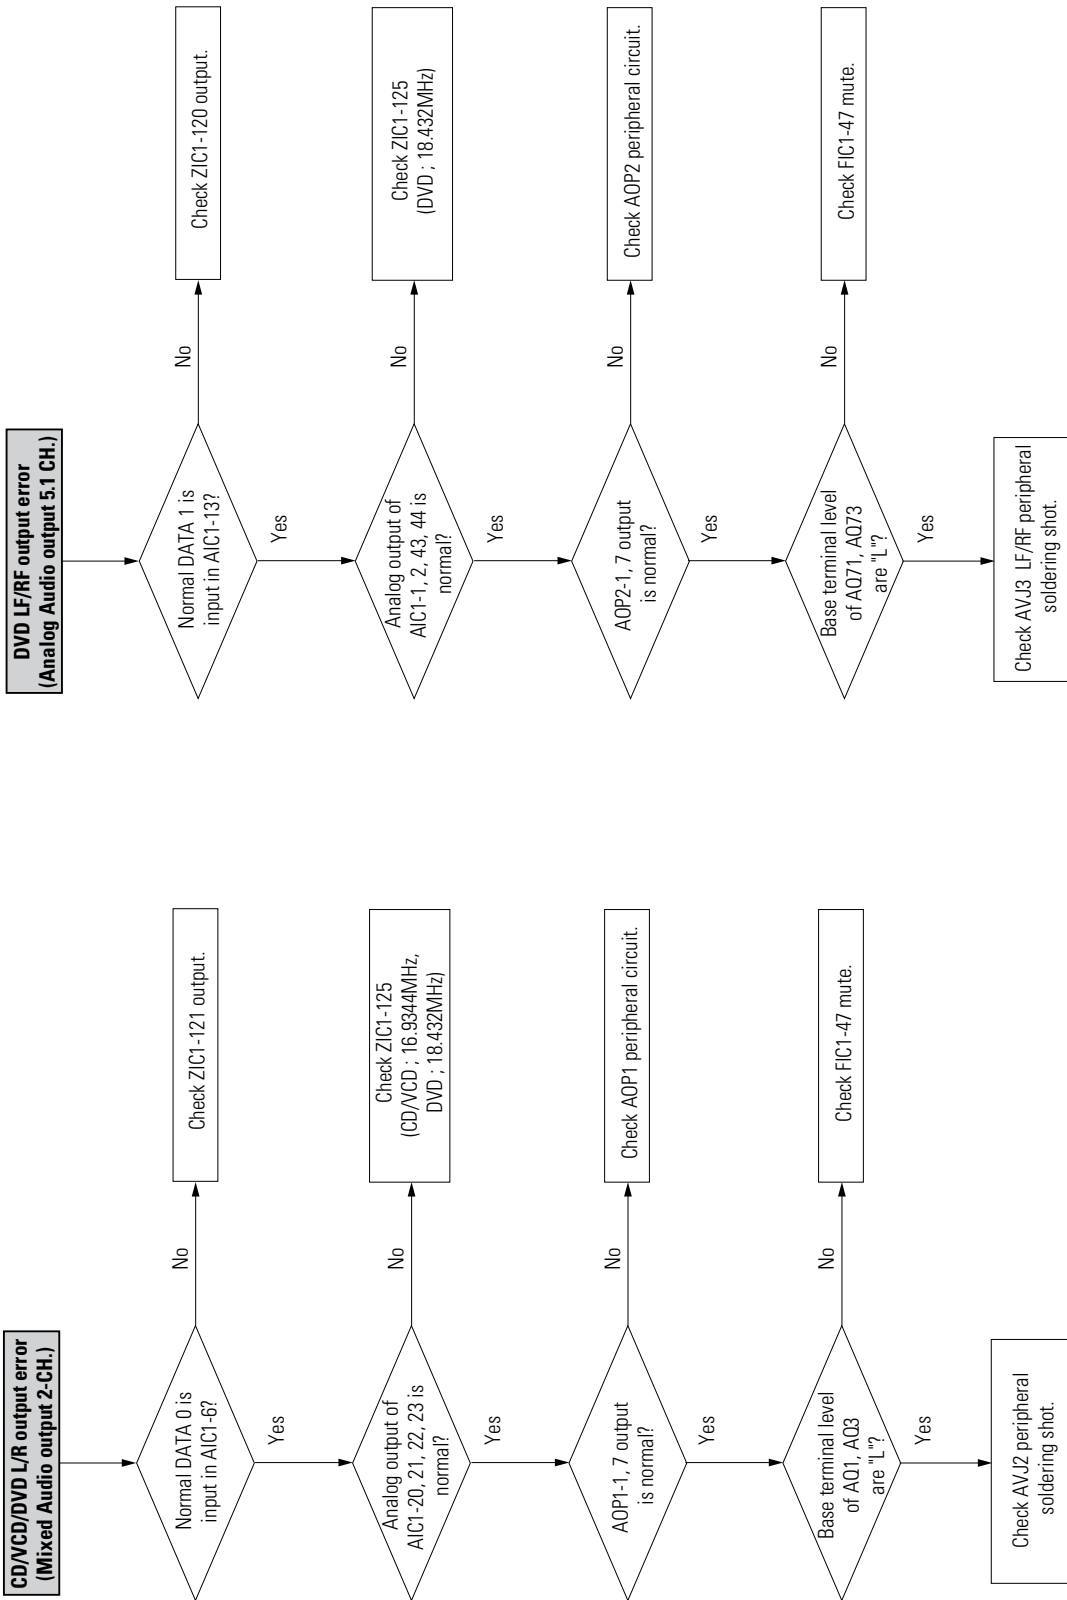 CD/VCD/DVD L/R output error
(Mixed Audio output 2-CH.)
Normal DATA 0 is
input in AIC1-6?
No
Check ZIC1-121 output.
Yes
Analog output of
AIC1-20, 21, 22, 23 is
normal?
No
Check ZIC1-125
(CD/VCD ; 16.9344MHz,
DVD ; 18.432MHz)
Yes
AOP1-1, 7 output
is normal?
No
Check AOP1 peripheral circuit.
Yes
Base terminal level
of AQ1, AQ3
are "L"?
No
Check FIC1-47 mute.
Yes
Check AVJ2 peripheral
soldering shot.
DVD LF/RF output error
(Analog Audio output 5.1 CH.)
Normal DATA 1 is
input in AIC1-13?
No
Check ZIC1-120 output.
Yes
Analog output of
AIC1-1, 2, 43, 44 is
normal?
No
Check ZIC1-125
(DVD ; 18.432MHz)
Yes
AOP2-1, 7 output
is normal?
No
Check AOP2 peripheral circuit.
Yes
Base terminal level
of AQ71, AQ73
are "L"?
No
Check FIC1-47 mute.
Yes
Check AVJ3 LF/RF peripheral
soldering shot.